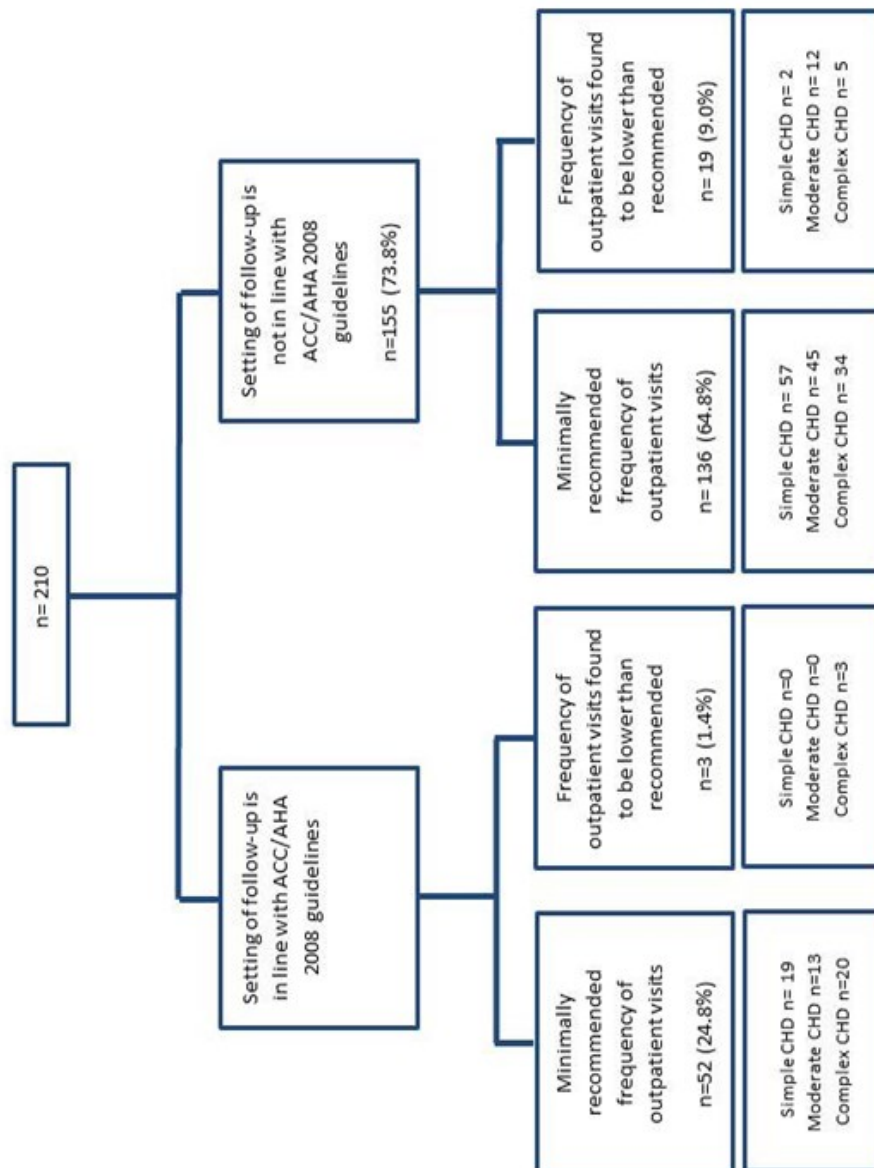 n= 210
Setting of follow-up is
in line with ACC/AHA
2008 guidelines
Setting of follow-up is
not in line with
ACC/AHA 2008
guidelines
n=155 (73.8%)
Minimally
recommended
frequency of
outpatient visits
n=52 (24.8%)
Frequency of
outpatient visits found
to be lower than
recommended
n=3 (1.4%)
Minimally
recommended
frequency of
outpatient visits
n= 136 (64.8%)
Frequency of
outpatient visits found
to be lower than
recommended
n= 19 (9.0%)
Simple CHD n= 19
Moderate CHD n=13
Complex CHD n=20
Simple CHD n=0
Moderate CHD n=0
Complex CHD n=3
Simple CHD n= 57
Moderate CHD n= 45
Complex CHD n= 34
Simple CHD n= 2
Moderate CHD n= 12
Complex CHD n= 5